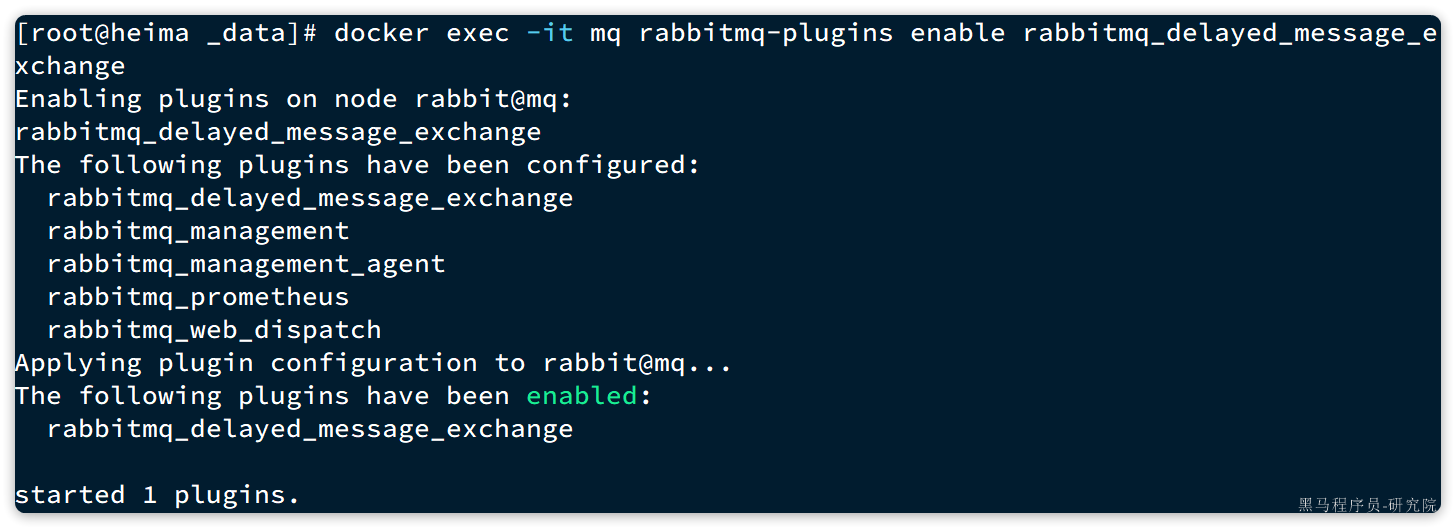 [root@heima _data]# docker exec -it mq rabbitmq-plugins enable rabbitmq_delayed_message_e
xchange
Enabling plugins on node rabbit@mq:
rabbitmq_delayed_message_exchange
The following plugins have been configured:
  rabbitmq_delayed_message_exchange
  rabbitmq_management
  rabbitmq_management_agent
  rabbitmq_prometheus
  rabbitmq_web_dispatch
Applying plugin configuration to rabbit@mq...
The following plugins have been enabled:
  rabbitmq_delayed_message_exchange
started 1 plugins.
黑马程序员-研究院